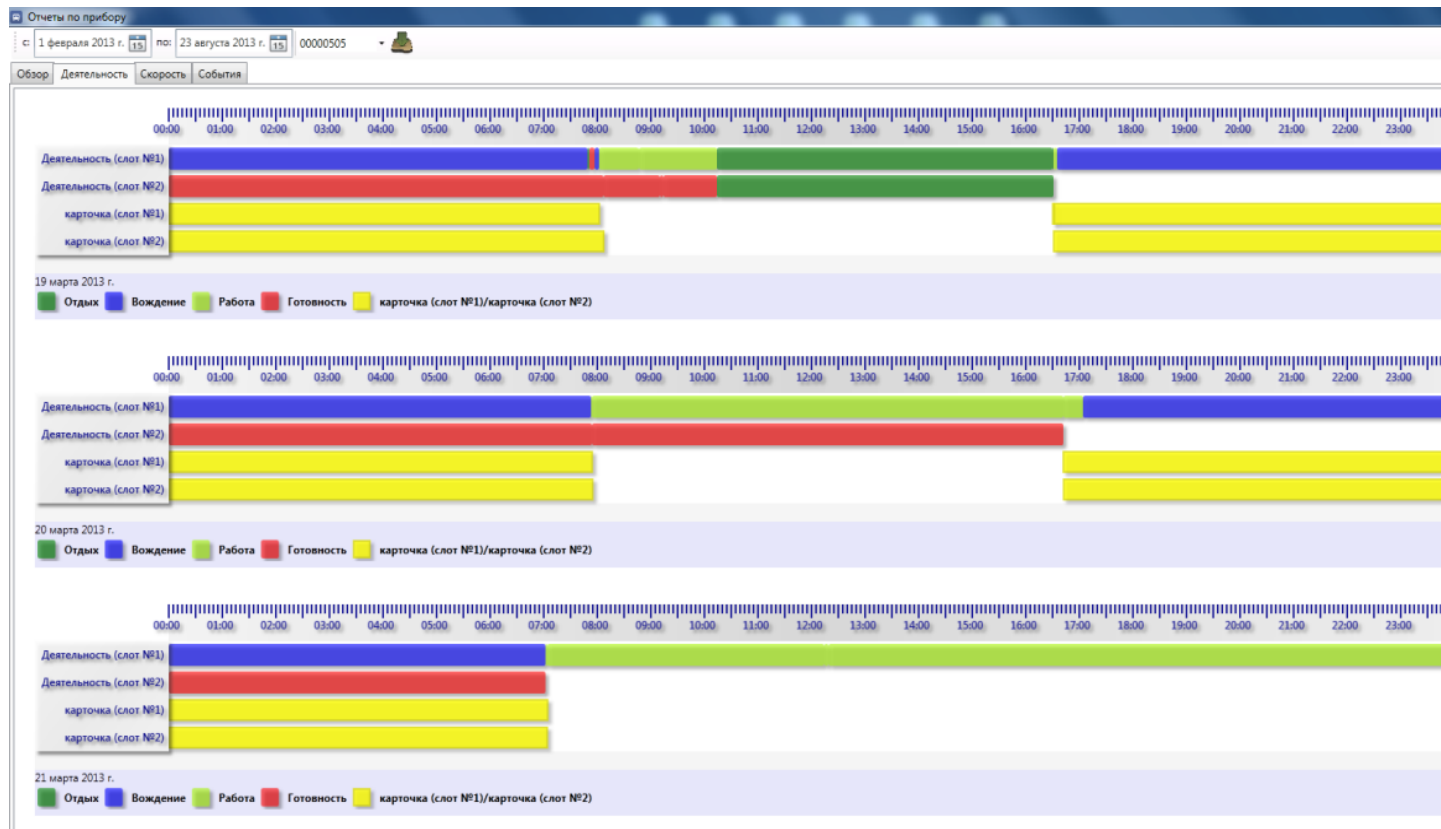 Отчеты по прибору
с: 1 февраля 2013 г. 15 по: 23 августа 2013 г. 15 00000505
Обзор Деятельность Скорость События
00:00 01:00 02:00 03:00 04:00 05:00 06:00 07:00 08:00 09:00 10:00 11:00 12:00 13:00 14:00 15:00 16:00 17:00 18:00 19:00 20:00 21:00 22:00 23:00
Деятельность (слот №1)
Деятельность (слот №2)
карточка (слот №1)
карточка (слот №2)
19 марта 2013 г.
Отдых Вождение Работа Готовность карточка (слот №1)/карточка (слот №2)
00:00 01:00 02:00 03:00 04:00 05:00 06:00 07:00 08:00 09:00 10:00 11:00 12:00 13:00 14:00 15:00 16:00 17:00 18:00 19:00 20:00 21:00 22:00 23:00
Деятельность (слот №1)
Деятельность (слот №2)
карточка (слот №1)
карточка (слот №2)
20 марта 2013 г.
Отдых Вождение Работа Готовность карточка (слот №1)/карточка (слот №2)
00:00 01:00 02:00 03:00 04:00 05:00 06:00 07:00 08:00 09:00 10:00 11:00 12:00 13:00 14:00 15:00 16:00 17:00 18:00 19:00 20:00 21:00 22:00 23:00
Деятельность (слот №1)
Деятельность (слот №2)
карточка (слот №1)
карточка (слот №2)
21 марта 2013 г.
Отдых Вождение Работа Готовность карточка (слот №1)/карточка (слот №2)